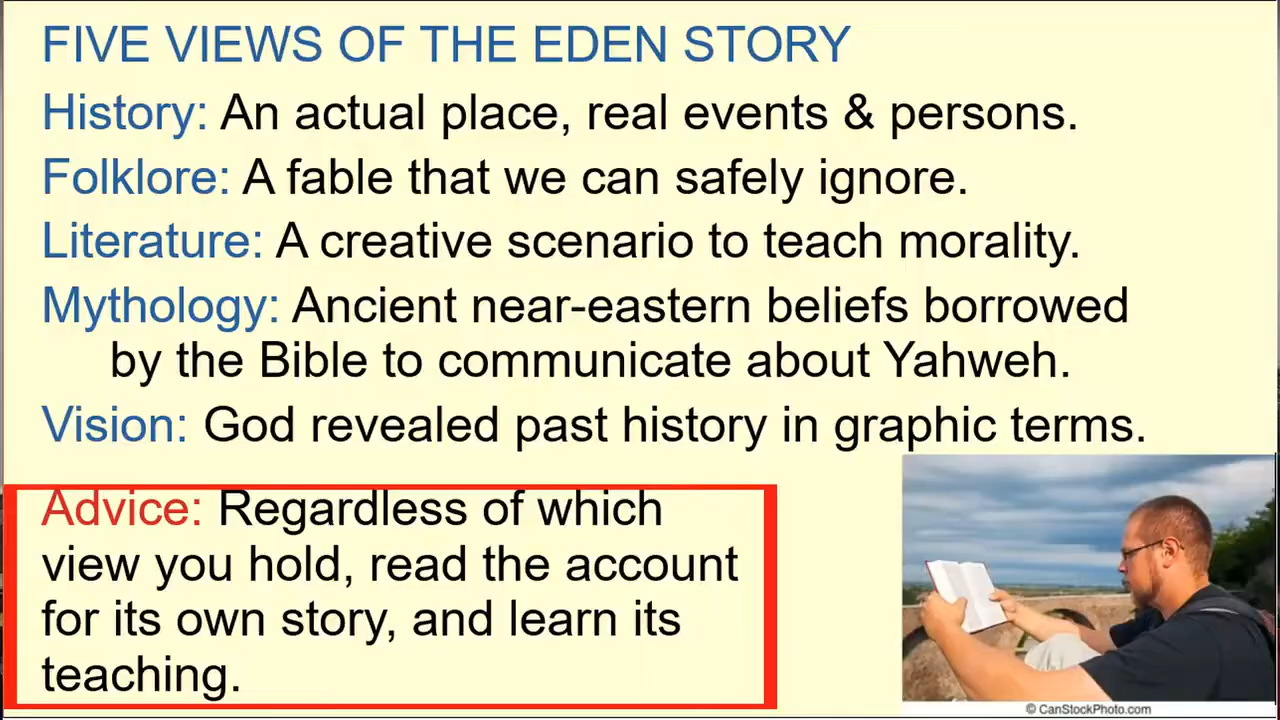 FIVE VIEWS OF THE EDEN STORY
History: An actual place, real events & persons.
Folklore: A fable that we can safely ignore.
Literature: A creative scenario to teach morality.
Mythology: Ancient near-eastern beliefs borrowed
by the Bible to communicate about Yahweh.
Vision: God revealed past history in graphic terms.
Advice: Regardless of which
view you hold, read the account
for its own story, and learn its
teaching.
© CanStockPhoto.com